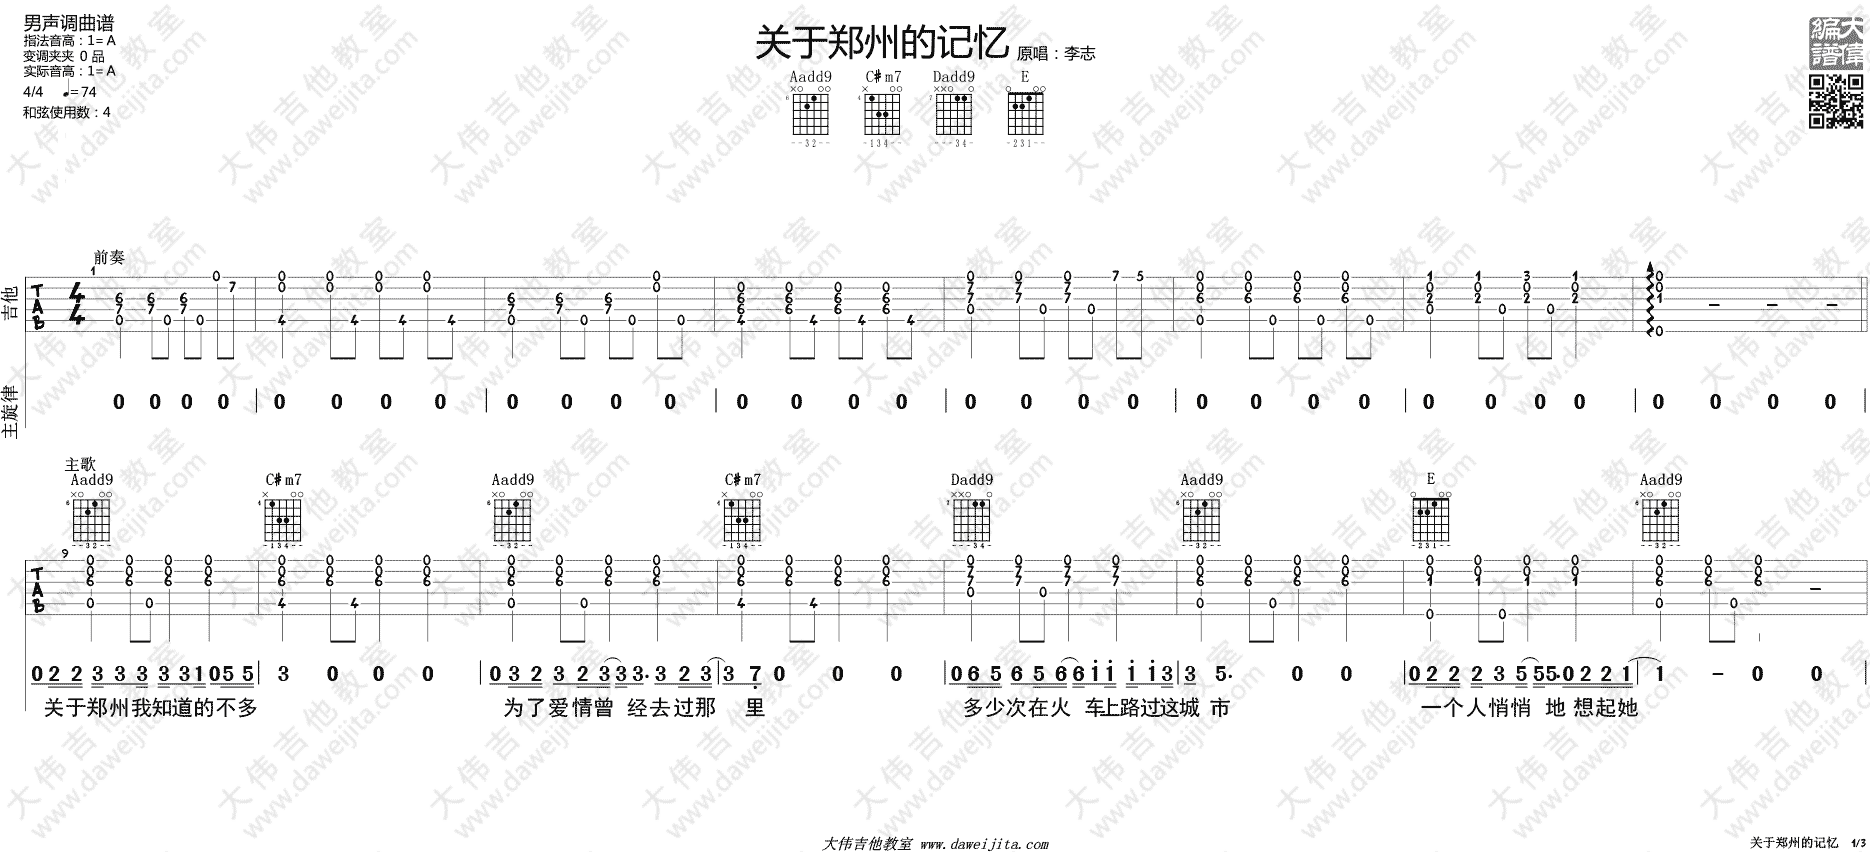 男声调曲谱
指法音高：1=A
变调夹夹 0 品
实际音高：1=A
4/4 ♩=74
和弦使用数：4
关于郑州的记忆 原唱：李志
大偉
編譜
Aadd9 C#m7 Dadd9 E
前奏
吉他
主旋律
0 0 0 0 | 0 0 0 0 | 0 0 0 0 | 0 0 0 0 | 0 0 0 0 | 0 0 0 0 | 0 0 0 0 | 0 0 0 0 |
主歌
Aadd9 C#m7 Aadd9 C#m7 Dadd9 Aadd9 E Aadd9
0 2 2 3 3 3 3 3 1 0 5 5 | 3 0 0 0 | 0 3 2 3 2 3 3 3. 3 2 3 | 3 7 0 0 0 | 0 6 5 6 5 6 6 i i i i i 3 | 3 5. 0 0 | 0 2 2 2 3 5 5 5. 0 2 2 1 | 1 - 0 0
关于郑州我知道的不多 为了爱情曾 经去过那 里 多少次在火 车上路过这城 市 一个人悄悄 地 想起她
大伟吉他教室 www.daweijita.com
关于郑州的记忆 1/3